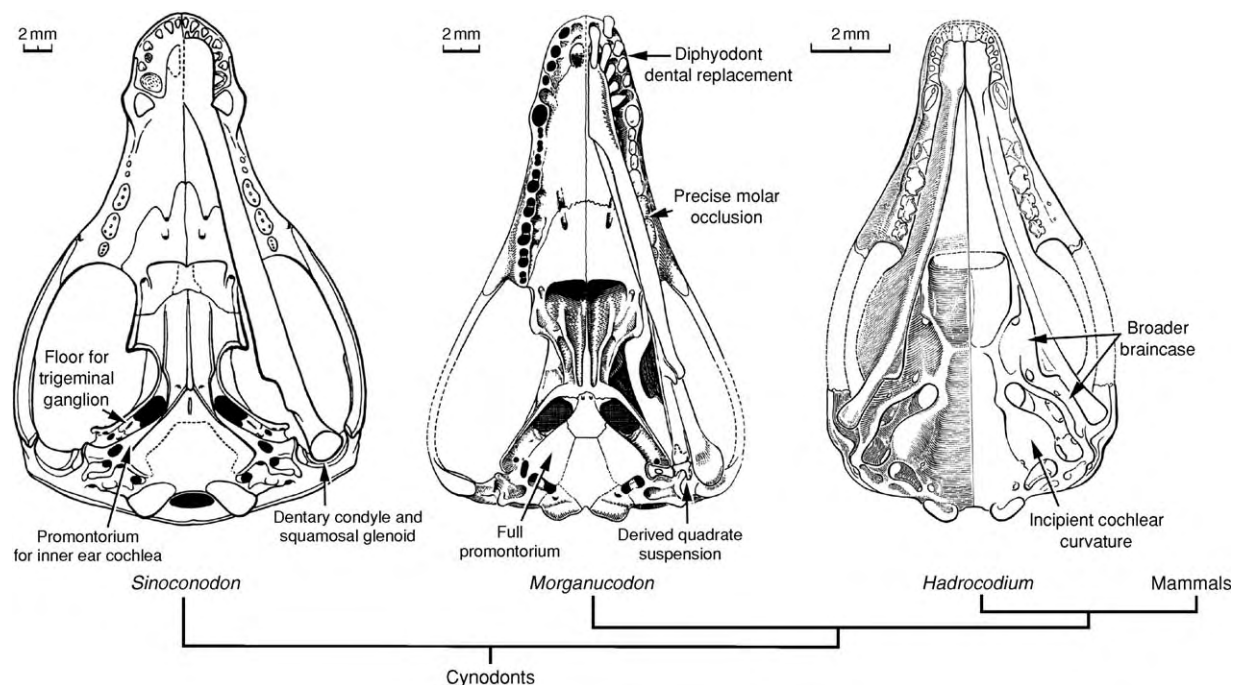 2 mm
2 mm
2 mm
Diphyodont
dental replacement
Precise molar
occlusion
Floor for
trigeminal
ganglion
Broader
braincase
Promontorium
for inner ear cochlea
Dentary condyle and
squamosal glenoid
Full
promontorium
Derived quadrate
suspension
Incipient cochlear
curvature
Sinoconodon
Morganucodon
Hadrocodium
Mammals
Cynodonts